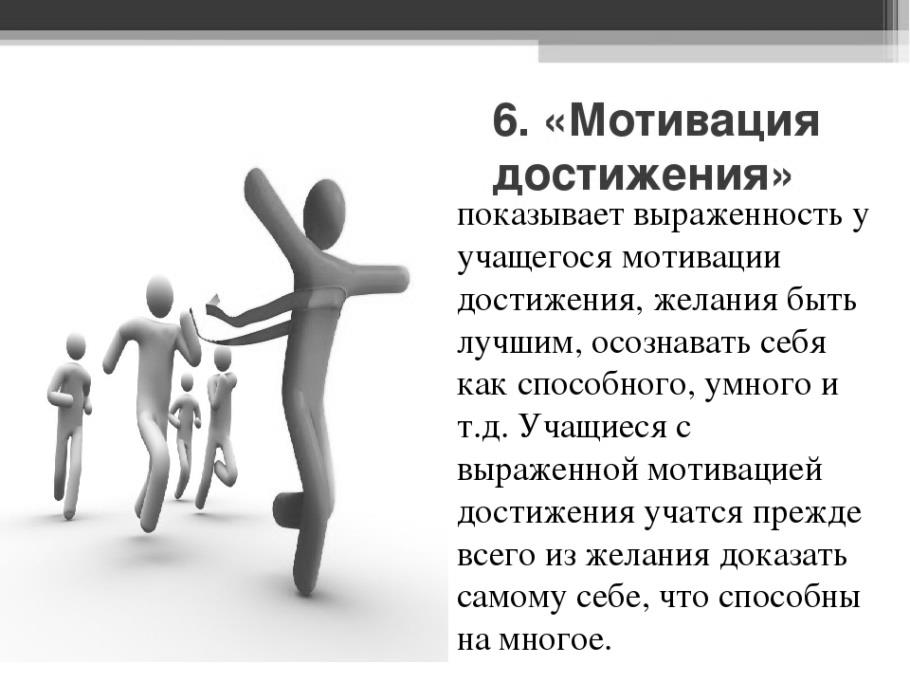 6. «Мотивация
достижения»
показывает выраженность у
учащегося мотивации
достижения, желания быть
лучшим, осознавать себя
как способного, умного и
т.д. Учащиеся с
выраженной мотивацией
достижения учатся прежде
всего из желания доказать
самому себе, что способны
на многое.